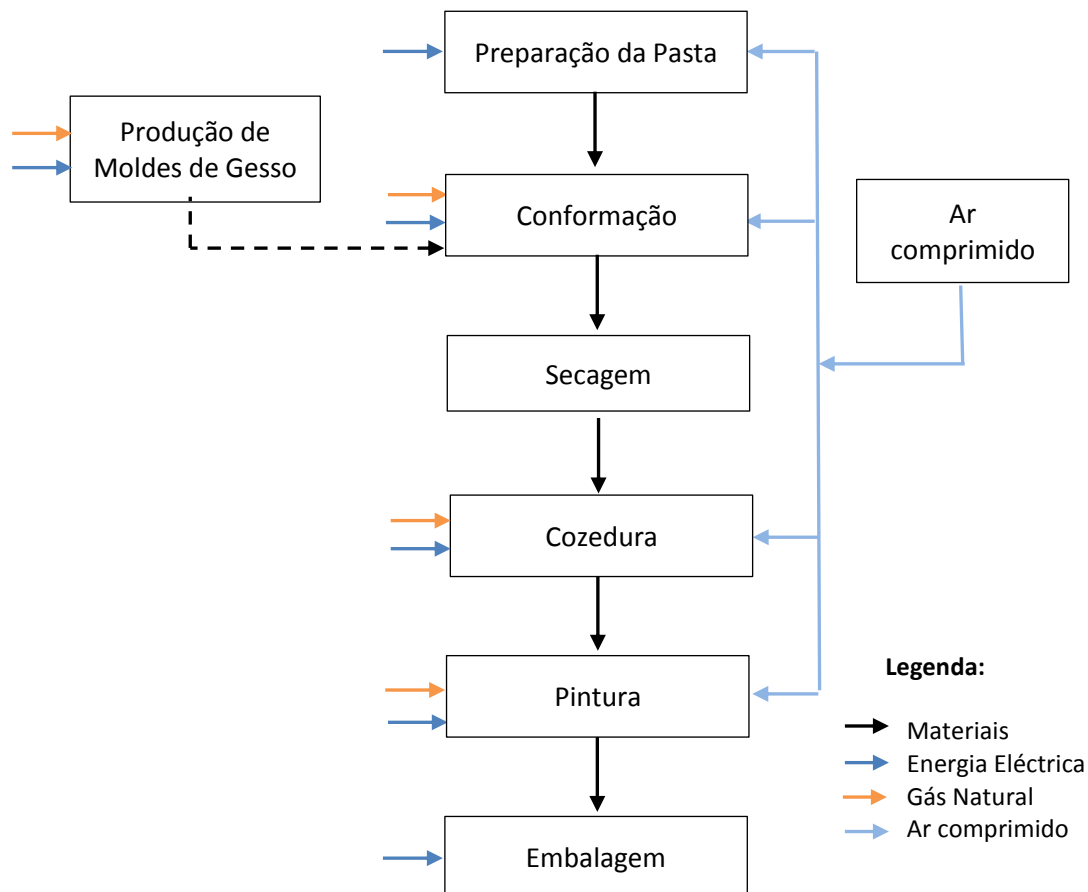 Preparação da Pasta
Produção de
Moldes de Gesso
Conformação
Ar
comprimido
Secagem
Cozedura
Pintura
Embalagem
Legenda:
Materiais
Energia Eléctrica
Gás Natural
Ar comprimido